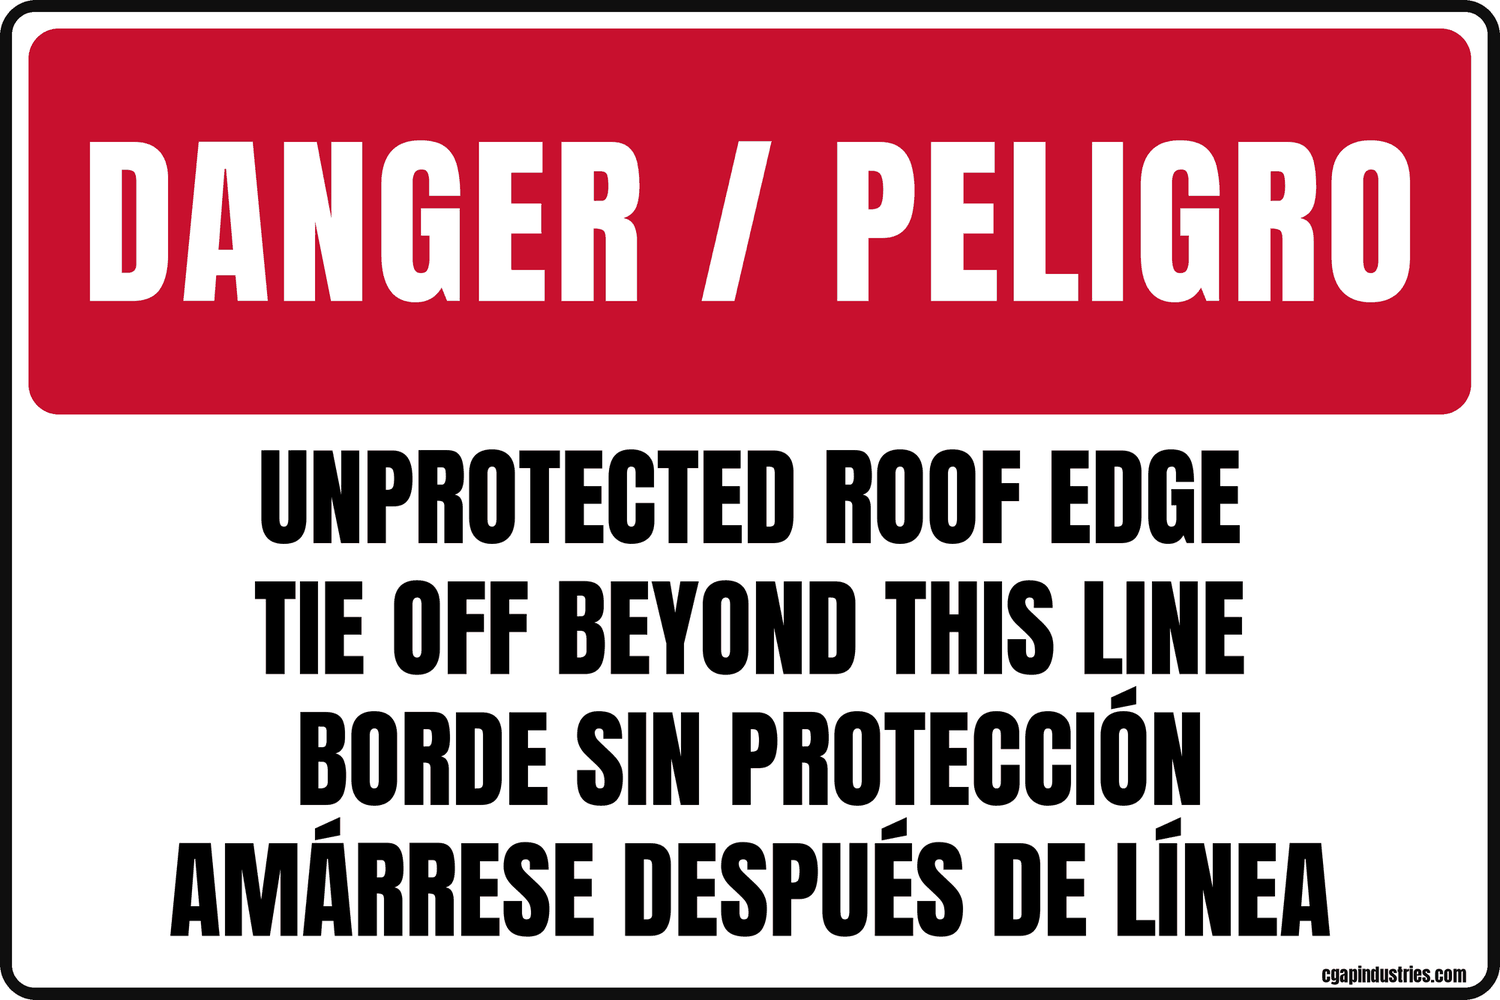 DANGER / PELIGRO
UNPROTECTED ROOF EDGE
TIE OFF BEYOND THIS LINE
BORDE SIN PROTECCIÓN
AMÁRRESE DESPUÉS DE LÍNEA
cgapindustries.com